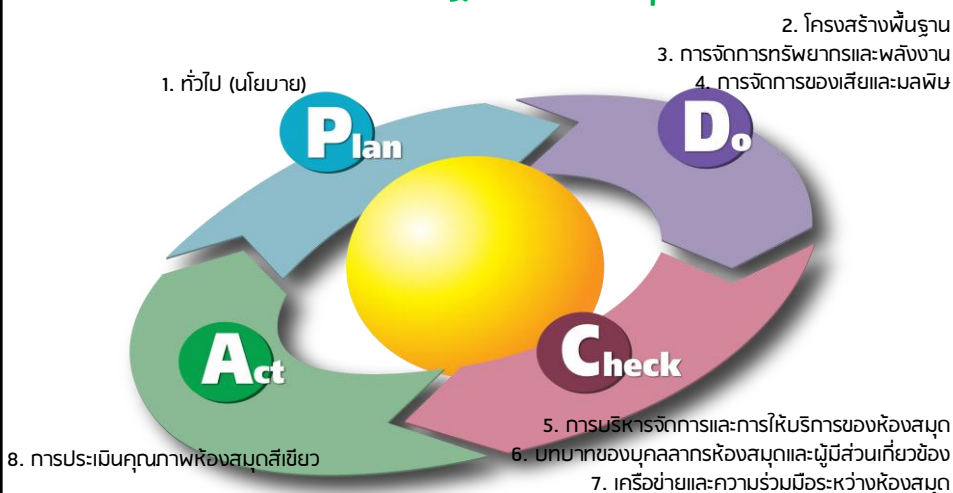 2. โครงสร้างพื้นฐาน
3. การจัดการทรัพยากรและพลังงาน
1. ทั่วไป (นโยบาย)
4. การจัดการของเสียและมลพิษ
Plan
Do
Act
Check
5. การบริหารจัดการและการให้บริการของห้องสมุด
8. การประเมินคุณภาพห้องสมุดสีเขียว
6. บทบาทของบุคลลากรห้องสมุดและผู้มีส่วนเกี่ยวข้อง
7. เครือข่ายและความร่วมมือระหว่างห้องสมุด